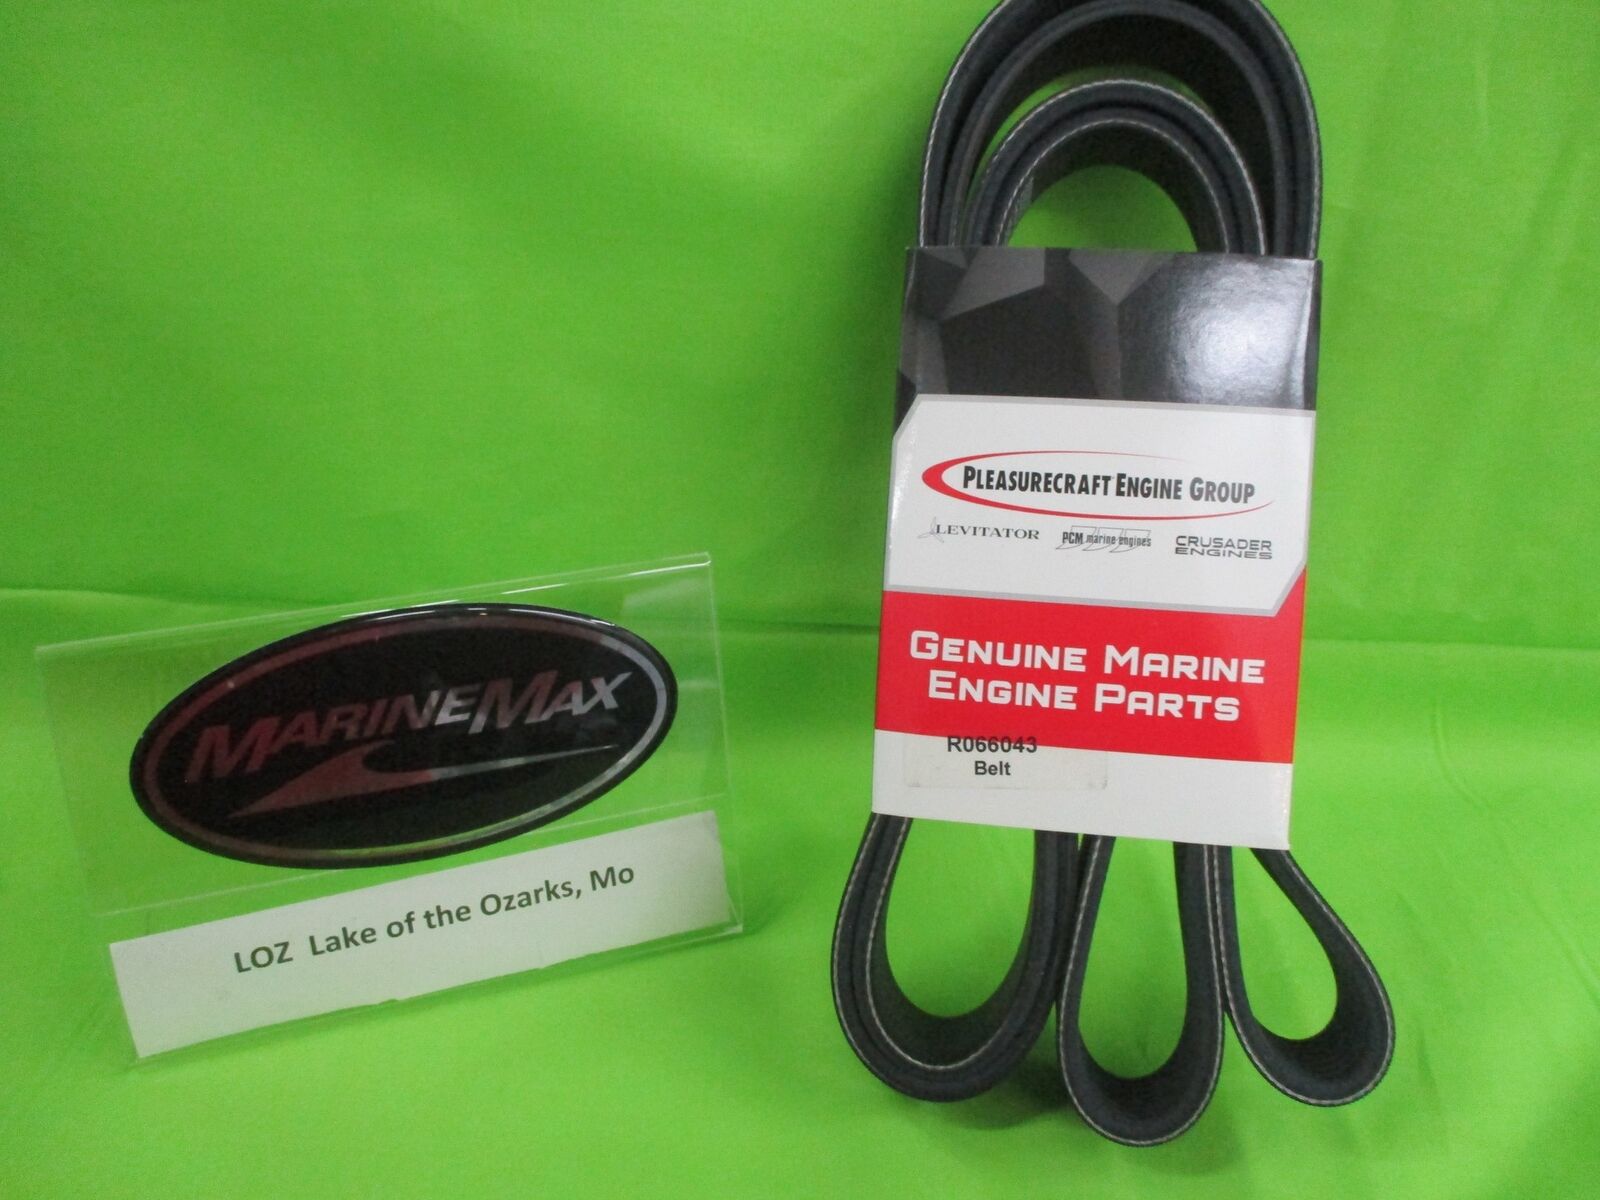 MARINEMAX
LOZ Lake of the Ozarks, Mo
PLEASURECRAFT ENGINE GROUP
LEVITATOR
PCM marine engines
CRUSADER
ENGINES
GENUINE MARINE
ENGINE PARTS
R066043
Belt